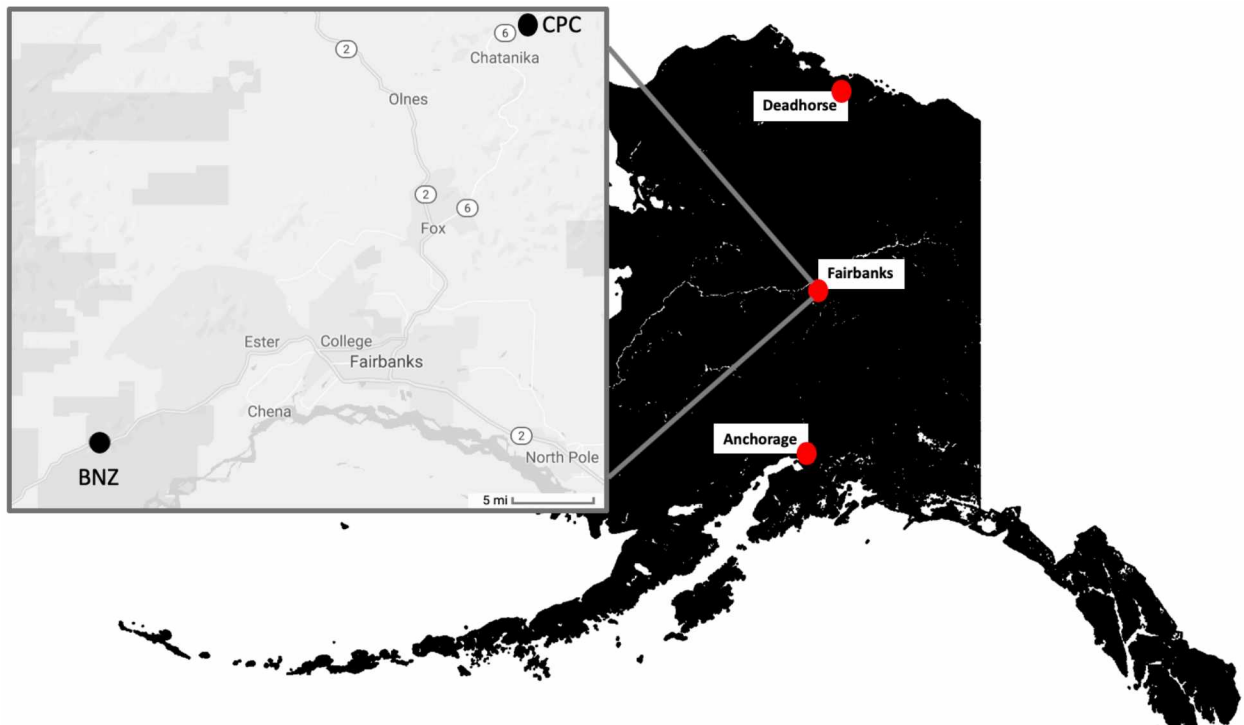 6
CPC
2
Chatanika
Olnes
Deadhorse
2
6
Fox
Fairbanks
Ester
College
Fairbanks
Chena
2
Anchorage
BNZ
North Pole
5 mi